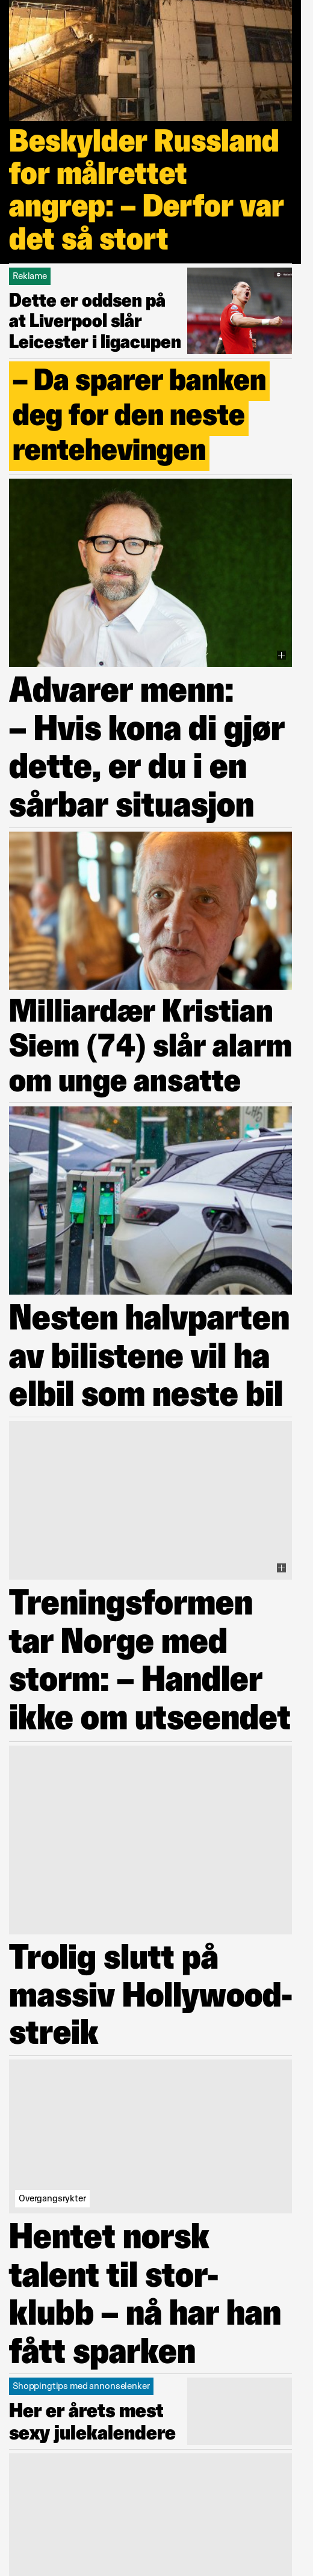 Beskylder Russland
for målrettet
angrep: – Derfor var
det så stort
Reklame
Dette er oddsen på
at Liverpool slår
Leicester i ligacupen
– Da sparer banken
deg for den neste
rentehevingen
Advarer menn:
– Hvis kona di gjør
dette, er du i en
sårbar situasjon
Milliardær Kristian
Siem (74) slår alarm
om unge ansatte
Nesten halvparten
av bilistene vil ha
elbil som neste bil
Treningsformen
tar Norge med
storm: – Handler
ikke om utseendet
Trolig slutt på
massiv Hollywood-
streik
Overgangsrykter
Hentet norsk
talent til stor-
klubb – nå har han
fått sparken
Shoppingtips med annonselenker
Her er årets mest
sexy julekalendere